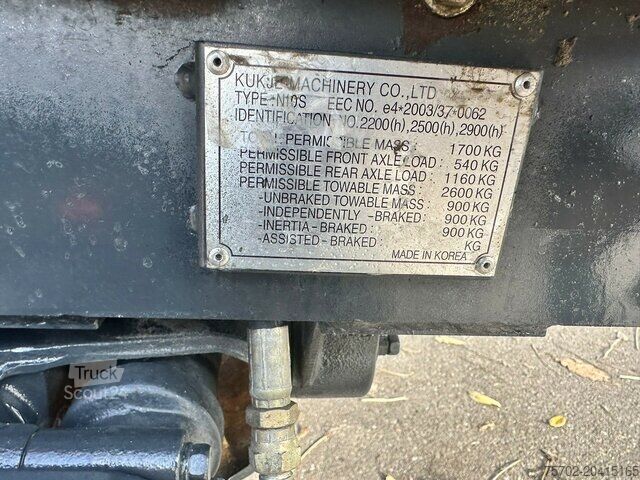 KUKJE MACHINERY CO.,LTD
TYPE:N10S EEC NO. e4*2003/37*0062
IDENTIFICATION NO.2200(h),2500(h),2900(h)
PERMISSIBLE MASS : 1700 KG
PERMISSIBLE FRONT AXLE LOAD : 540 KG
PERMISSIBLE REAR AXLE LOAD : 1160 KG
PERMISSIBLE TOWABLE MASS : 2600 KG
-UNBRAKED TOWABLE MASS : 900 KG
-INDEPENDENTLY -BRAKED : 900 KG
-INERTIA-BRAKED : 900 KG
-ASSISTED-BRAKED : KG
MADE IN KOREA
Truck
Scout24
75702-20415165